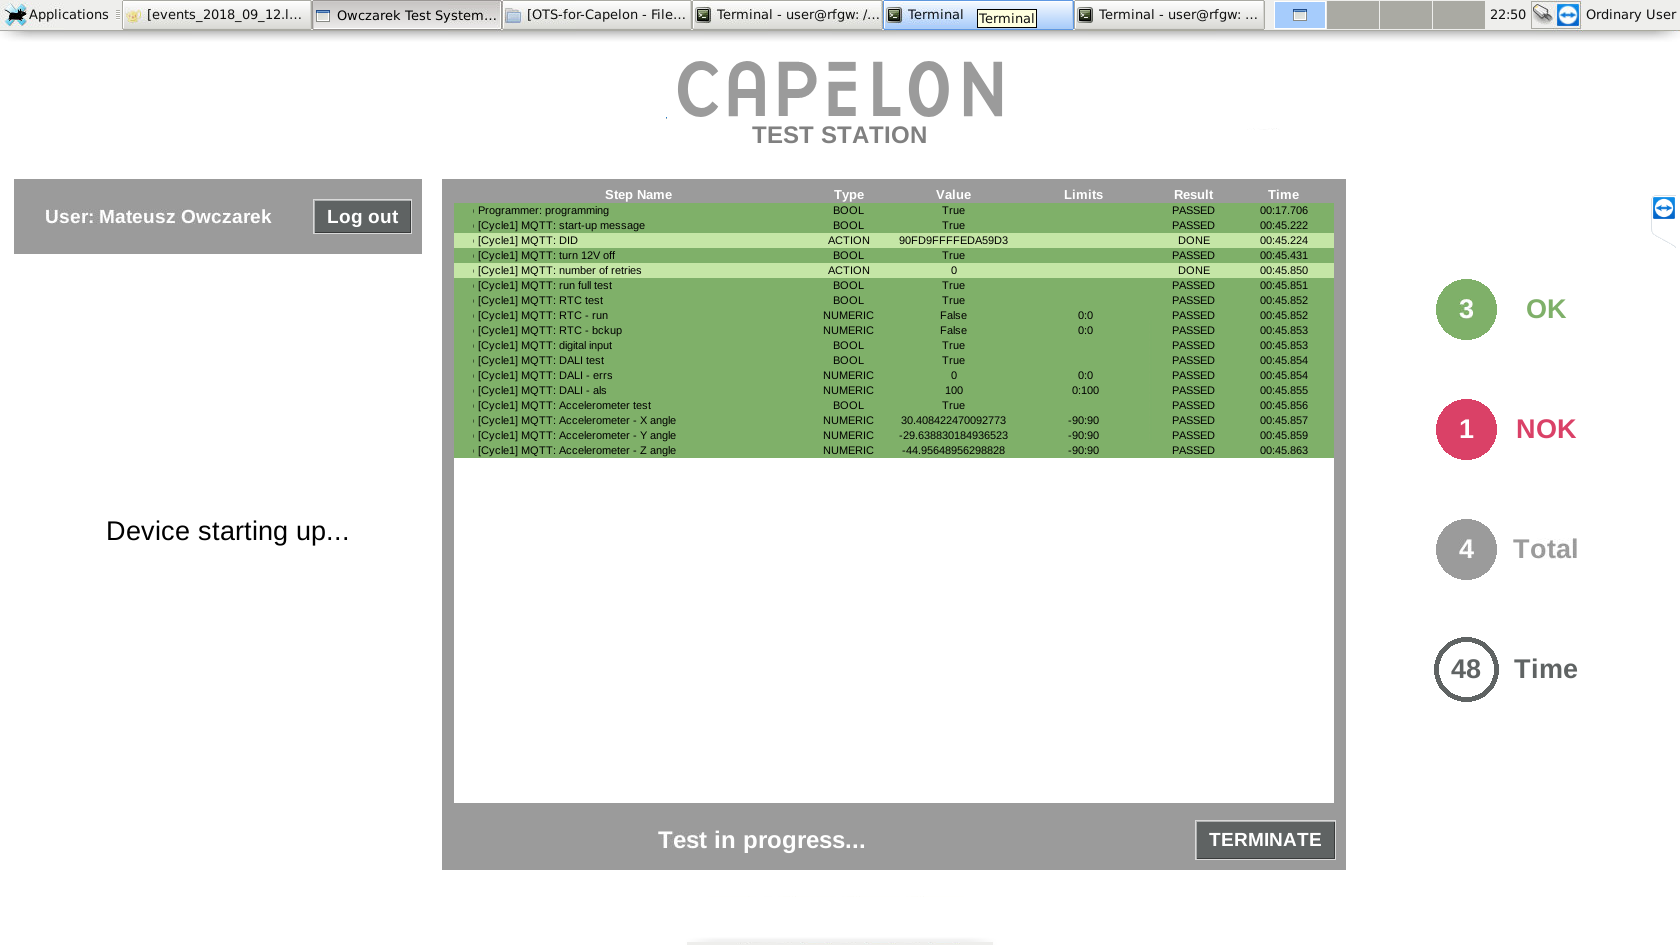 Applications [events_2018_09_12.l... Owczarek Test System... [OTS-for-Capelon - File... Terminal - user@rfgw: /... Terminal Terminal Terminal - user@rfgw: ... 22:50 Ordinary User
CAPELON
TEST STATION
User: Mateusz Owczarek Log out
Step Name Type Value Limits Result Time
Programmer: programming BOOL True PASSED 00:17.706
[Cycle1] MQTT: start-up message BOOL True PASSED 00:45.222
[Cycle1] MQTT: DID ACTION 90FD9FFFFEDA59D3 DONE 00:45.224
[Cycle1] MQTT: turn 12V off BOOL True PASSED 00:45.431
[Cycle1] MQTT: number of retries ACTION 0 DONE 00:45.850
[Cycle1] MQTT: run full test BOOL True PASSED 00:45.851
[Cycle1] MQTT: RTC test BOOL True PASSED 00:45.852
[Cycle1] MQTT: RTC - run NUMERIC False 0:0 PASSED 00:45.852
[Cycle1] MQTT: RTC - bckup NUMERIC False 0:0 PASSED 00:45.853
[Cycle1] MQTT: digital input BOOL True PASSED 00:45.853
[Cycle1] MQTT: DALI test BOOL True PASSED 00:45.854
[Cycle1] MQTT: DALI - errs NUMERIC 0 0:0 PASSED 00:45.854
[Cycle1] MQTT: DALI - als NUMERIC 100 0:100 PASSED 00:45.855
[Cycle1] MQTT: Accelerometer test BOOL True PASSED 00:45.856
[Cycle1] MQTT: Accelerometer - X angle NUMERIC 30.408422470092773 -90:90 PASSED 00:45.857
[Cycle1] MQTT: Accelerometer - Y angle NUMERIC -29.638830184936523 -90:90 PASSED 00:45.859
[Cycle1] MQTT: Accelerometer - Z angle NUMERIC -44.95648956298828 -90:90 PASSED 00:45.863
3 OK
1 NOK
Device starting up...
4 Total
48 Time
Test in progress... TERMINATE